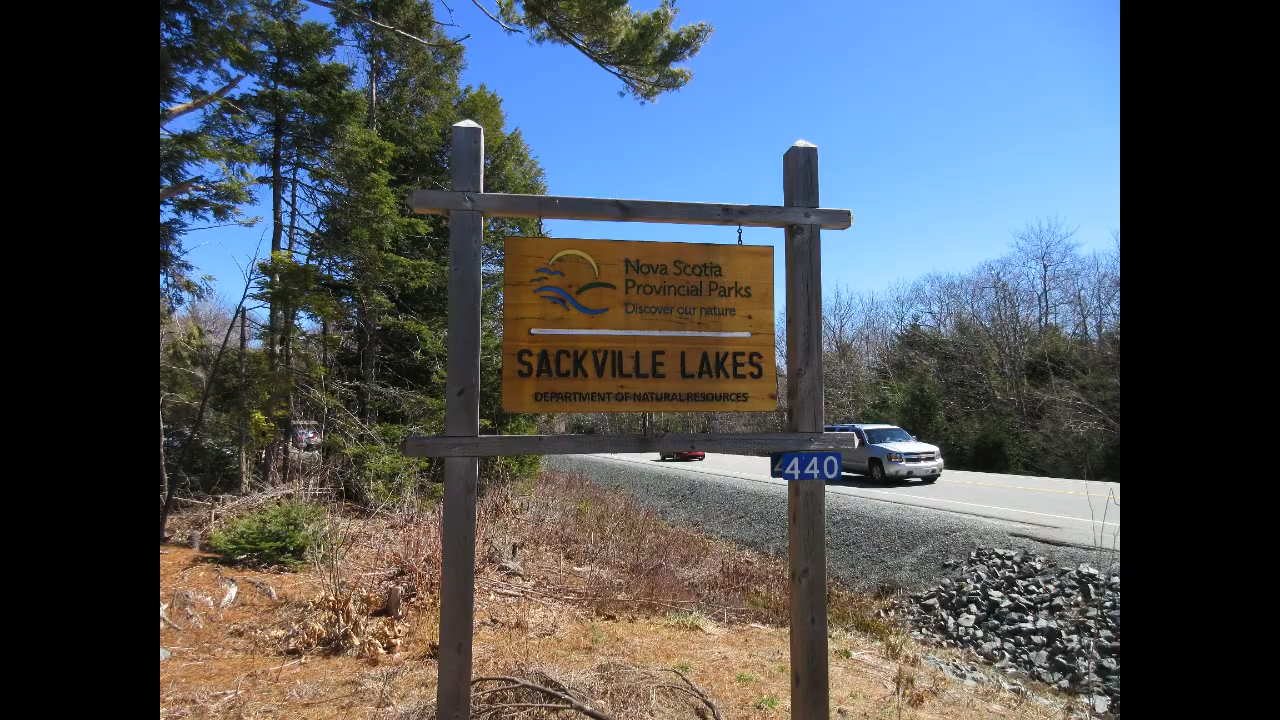 Nova Scotia
Provincial Parks
Discover our nature
SACKVILLE LAKES
DEPARTMENT OF NATURAL RESOURCES
440